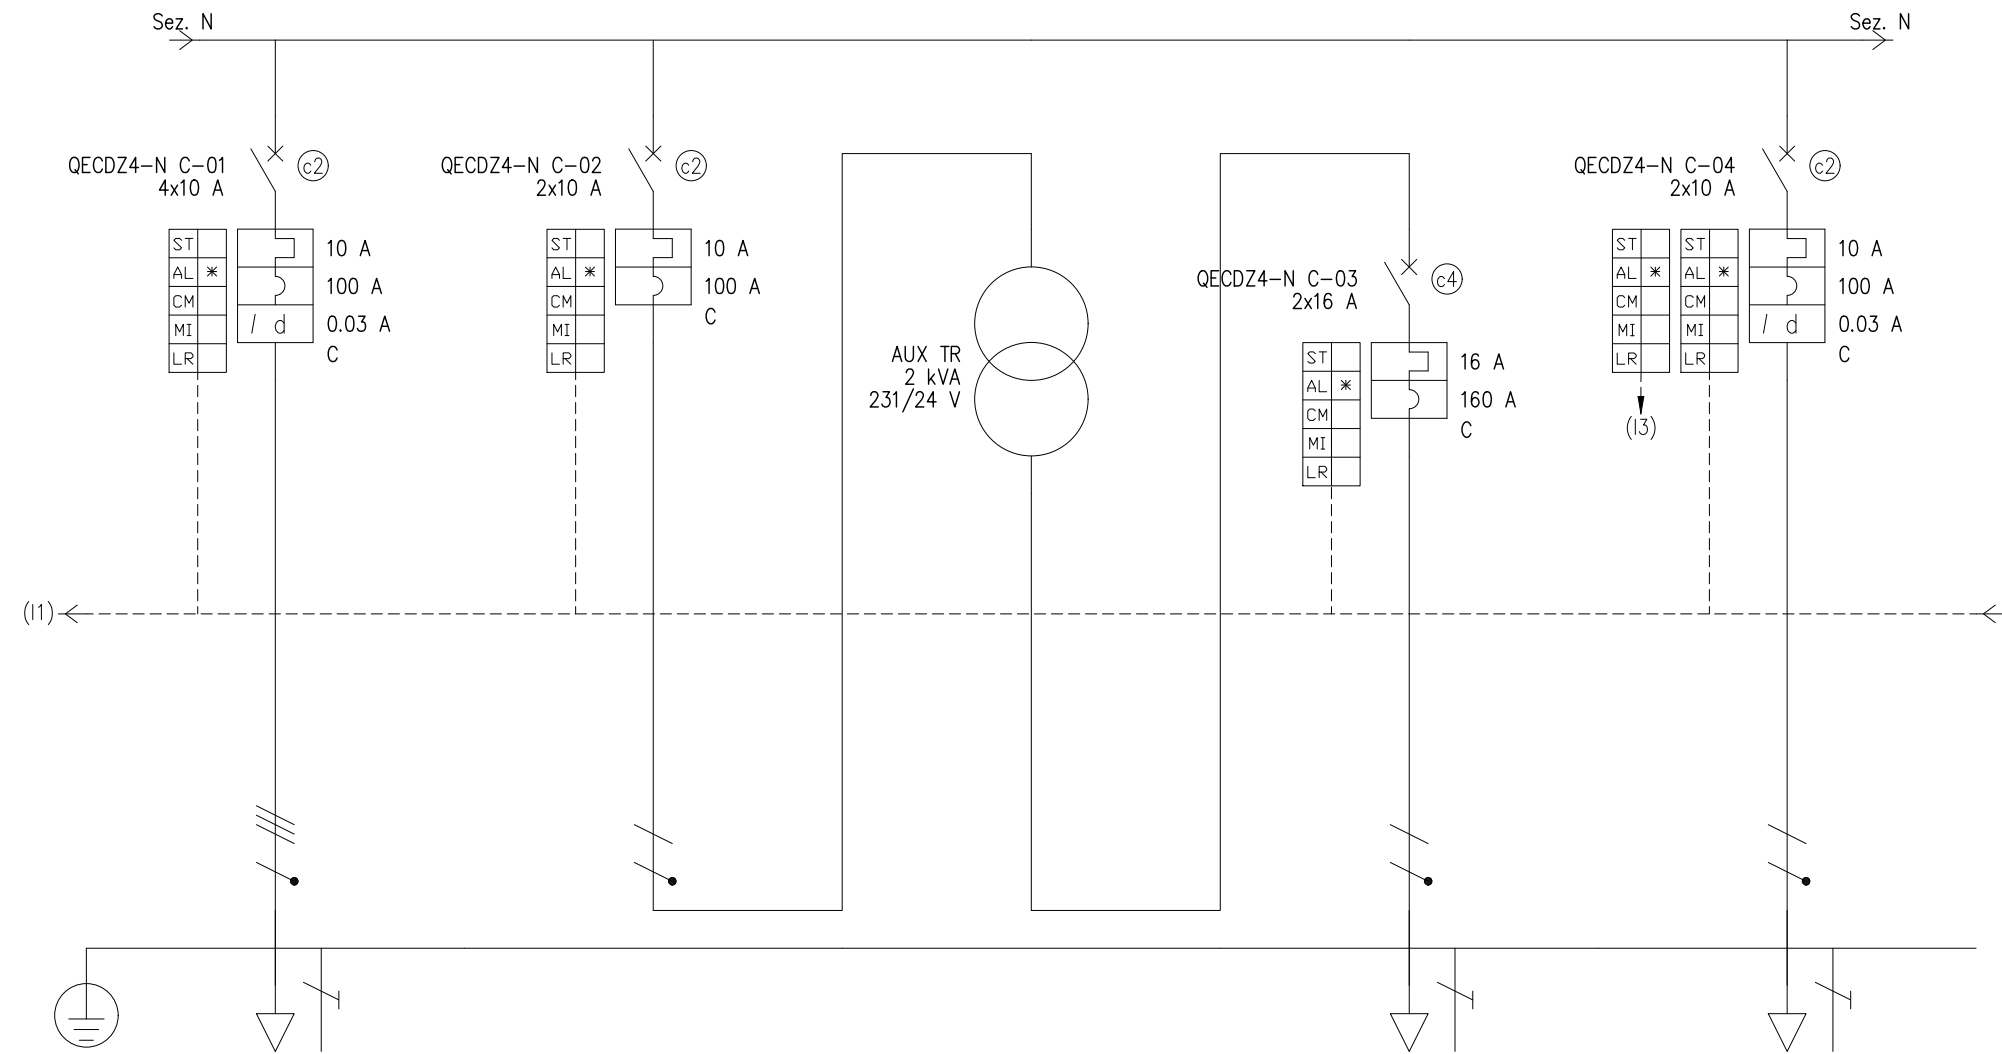 Sez. N
Sez. N
QECDZ4-N C-01
4x10 A
c2
ST
AL *
CM
MI
LR
10 A
100 A
I d
0.03 A
C
QECDZ4-N C-02
2x10 A
c2
ST
AL *
CM
MI
LR
10 A
100 A
C
AUX TR
2 kVA
231/24 V
QECDZ4-N C-03
2x16 A
c4
ST
AL *
CM
MI
LR
16 A
160 A
C
QECDZ4-N C-04
2x10 A
c2
ST
AL *
CM
MI
LR
(I3)
ST
AL *
CM
MI
LR
10 A
100 A
I d
0.03 A
C
(I1)